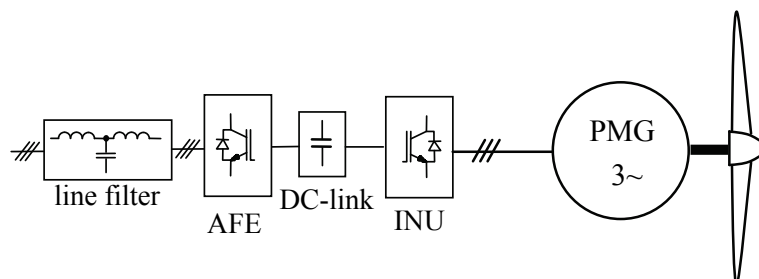 line filter
AFE
DC-link
INU
PMG
3~